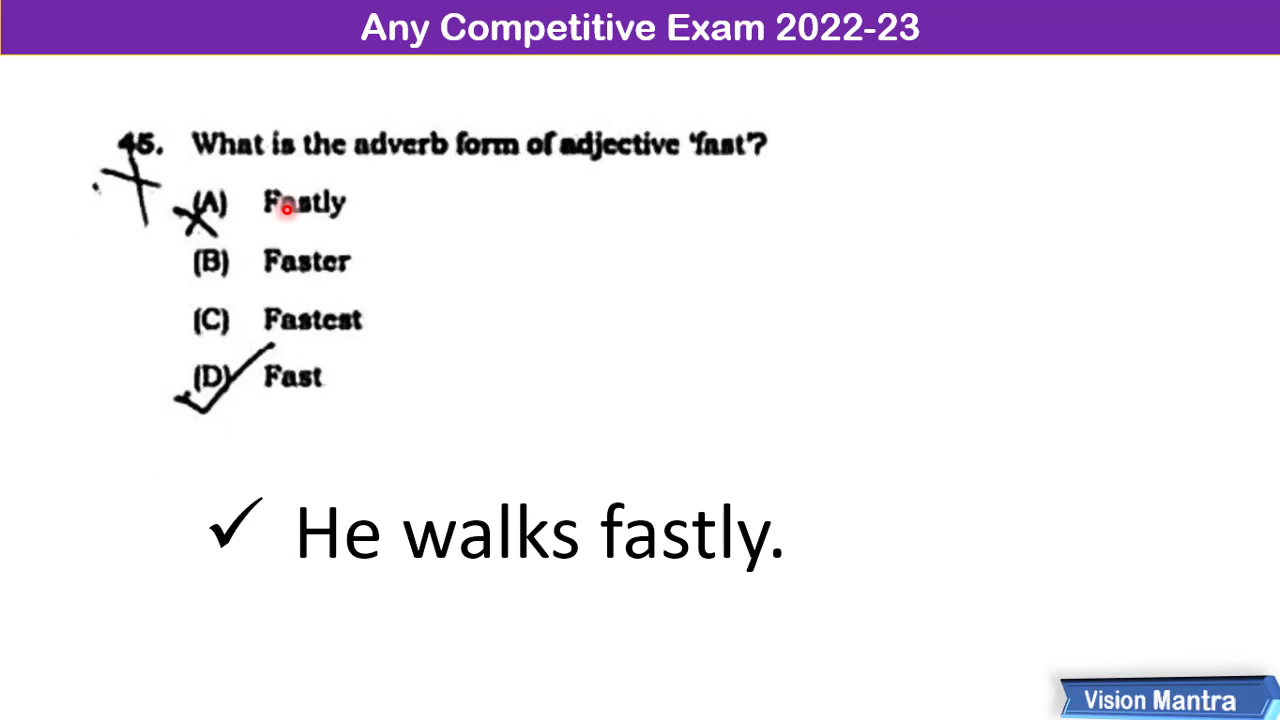 Any Competitive Exam 2022-23
45. What is the adverb form of adjective 'fast'?
(A) Fastly
(B) Faster
(C) Fastest
(D) Fast
✓ He walks fastly.
Vision Mantra